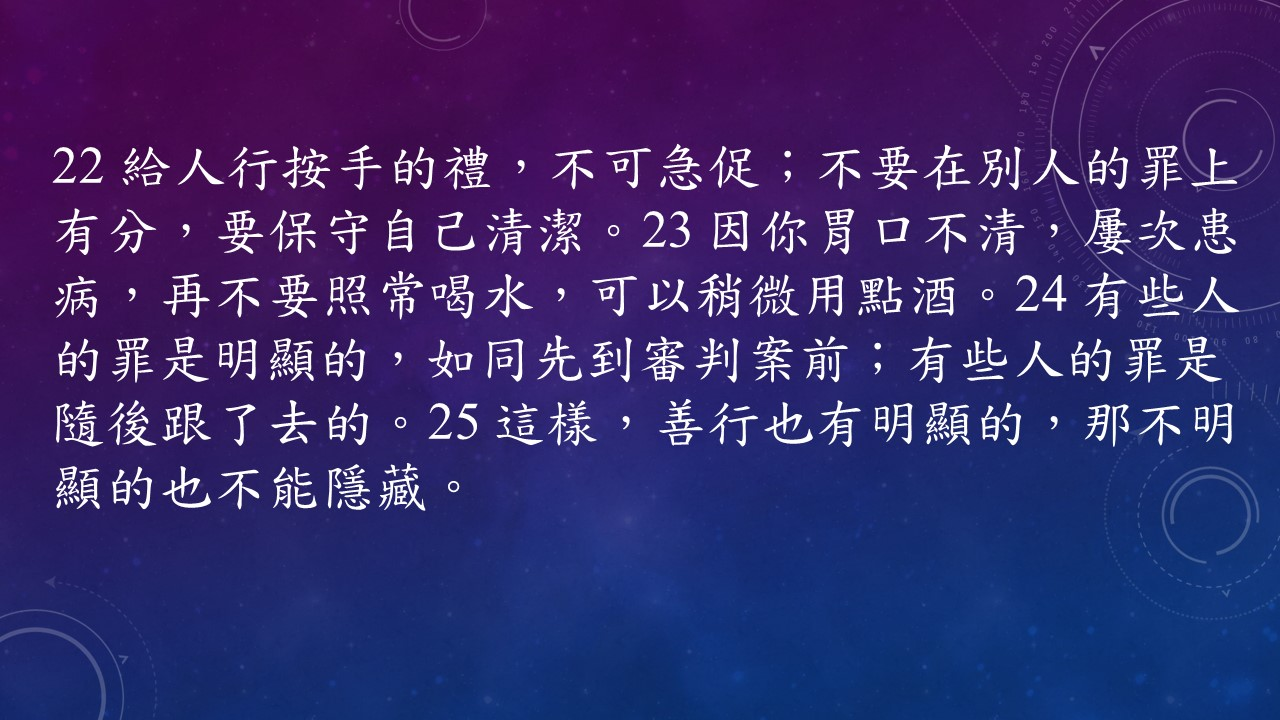 22 給人行按手的禮，不可急促；不要在別人的罪上
有分，要保守自己清潔。23 因你胃口不清，屢次患
病，再不要照常喝水，可以稍微用點酒。24 有些人
的罪是明顯的，如同先到審判案前；有些人的罪是
隨後跟了去的。25 這樣，善行也有明顯的，那不明
顯的也不能隱藏。